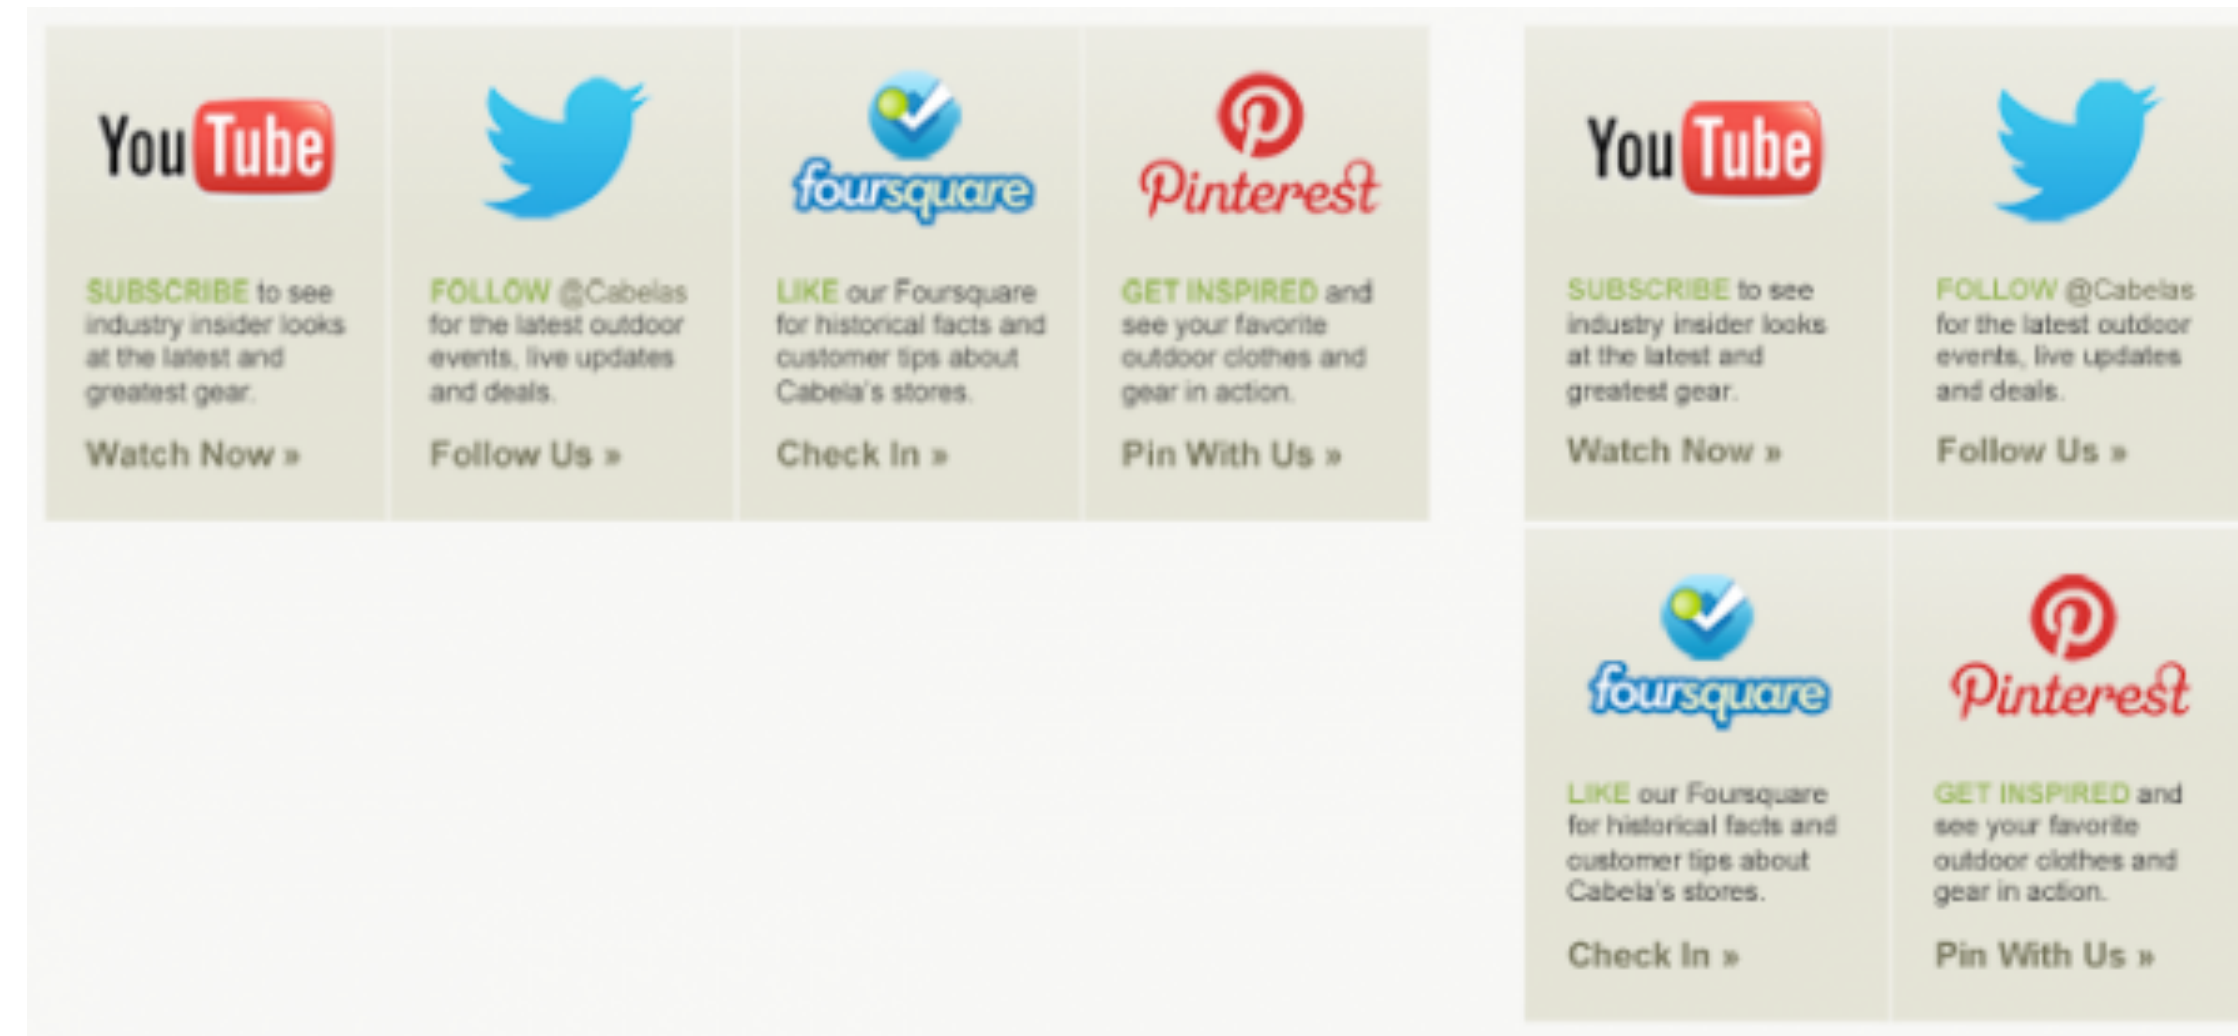 YouTube
SUBSCRIBE to see
industry insider looks
at the latest and
greatest gear.
Watch Now »
FOLLOW @Cabelas
for the latest outdoor
events, live updates
and deals.
Follow Us »
foursquare
LIKE our Foursquare
for historical facts and
customer tips about
Cabela's stores.
Check In »
Pinterest
GET INSPIRED and
see your favorite
outdoor clothes and
gear in action.
Pin With Us »
YouTube
SUBSCRIBE to see
industry insider looks
at the latest and
greatest gear.
Watch Now »
FOLLOW @Cabelas
for the latest outdoor
events, live updates
and deals.
Follow Us »
foursquare
LIKE our Foursquare
for historical facts and
customer tips about
Cabela's stores.
Check In »
Pinterest
GET INSPIRED and
see your favorite
outdoor clothes and
gear in action.
Pin With Us »